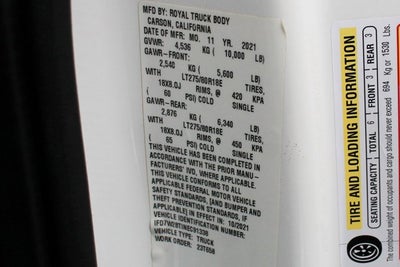 MFD BY: ROYAL TRUCK BODY
CARSON, CALIFORNIA
DATE OF MFR: MO. 11 YR. 2021
GVWR: 4,536 KG ( 10,000 LB)
GAWR-FRONT:
2,540 KG ( 5,600 LB)
WITH LT275/80R18E TIRES,
18X8.0J RIMS, @ 420 KPA
( 60 PSI) COLD SINGLE
GAWR-REAR:
2,876 KG ( 6,340 LB)
WITH LT275/80R18E TIRES,
18X8.0J RIMS, @ 450 KPA
( 65 PSI) COLD SINGLE
THIS VEHICLE HAS BEEN COMPLETED IN
ACCORDANCE WITH THE PRIOR MANU-
FACTURERS' IVD, WHERE APPLICABLE.
THIS VEHICLE CONFORMS TO ALL
APPLICABLE FEDERAL MOTOR VEHICLE
SAFETY STANDARDS, [AND BUMPER AND
THEFT PREVENTION STANDARDS, IF
APPLICABLE] IN EFFECT IN: 10/2021
VEHICLE IDENTIFICATION NUMBER:
VEHICLE TYPE: TRUCK
WORK ORDER:
TIRE AND LOADING INFORMATION
SEATING CAPACITY TOTAL 6 FRONT 3 REAR 3
The combined weight of occupants and cargo should never exceed 694 Kg or 1530 Lbs.